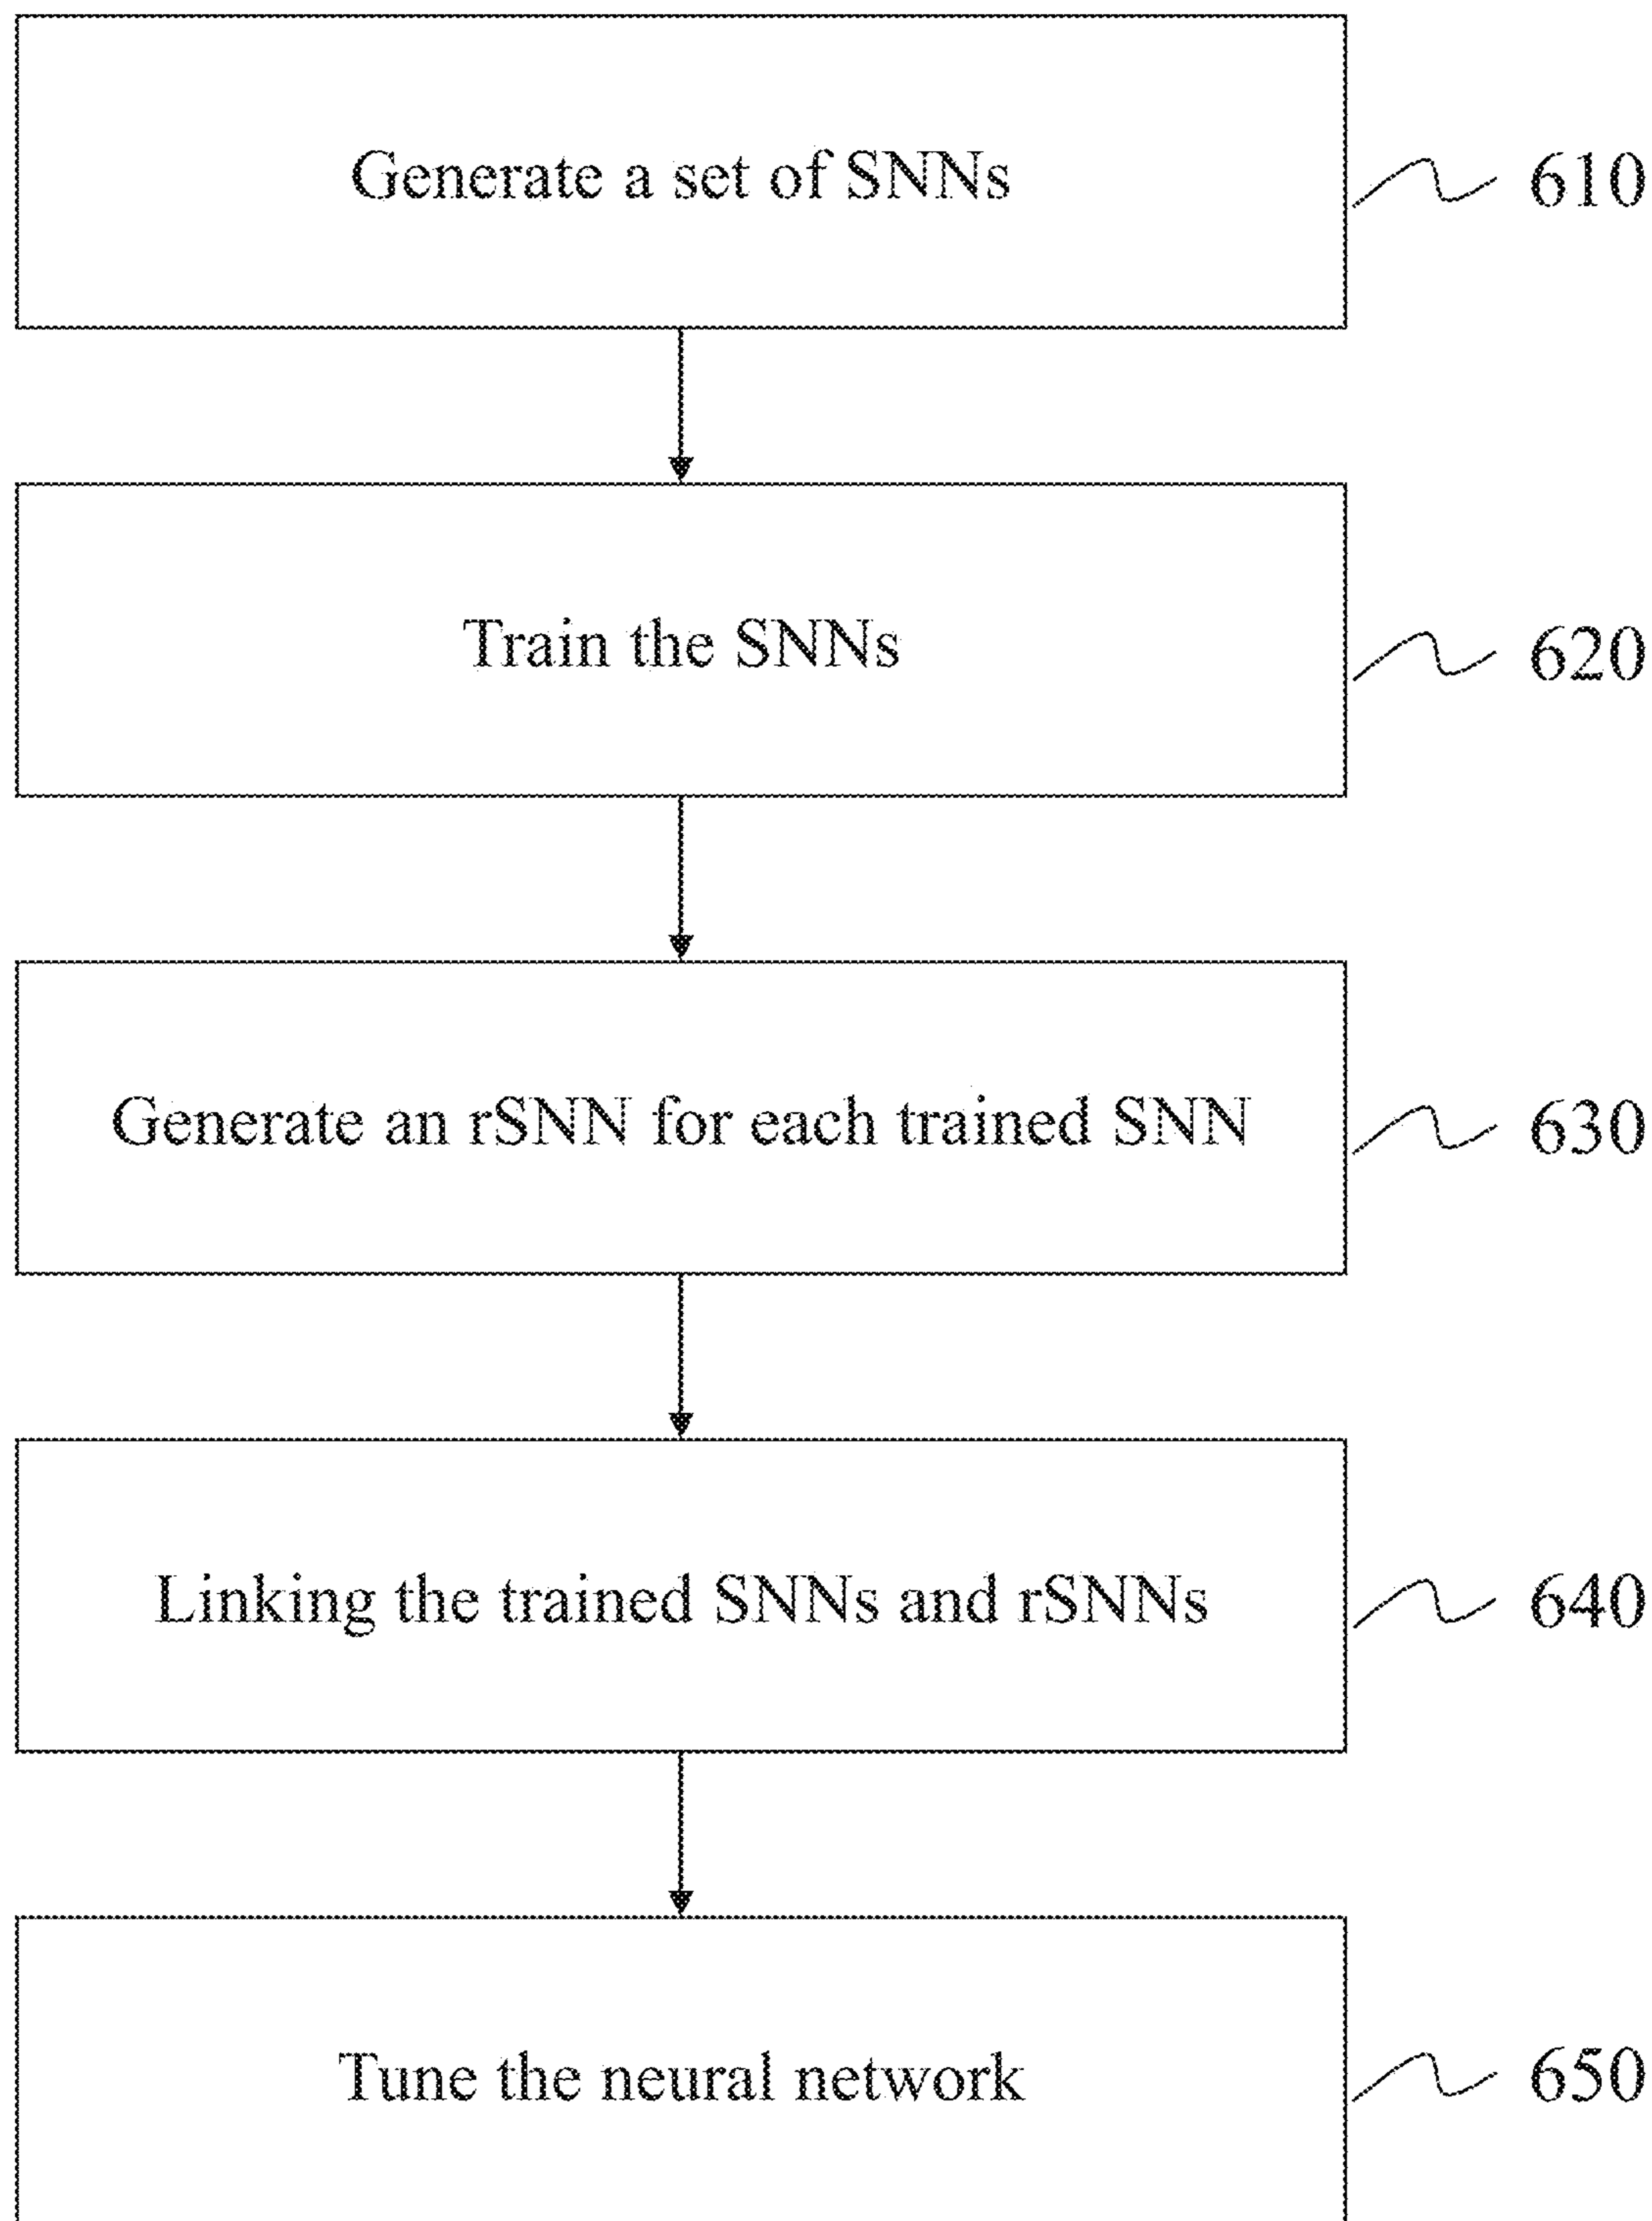 Generate a set of SNNs
610
Train the SNNs
620
Generate an rSNN for each trained SNN
630
Linking the trained SNNs and rSNNs
640
Tune the neural network
650